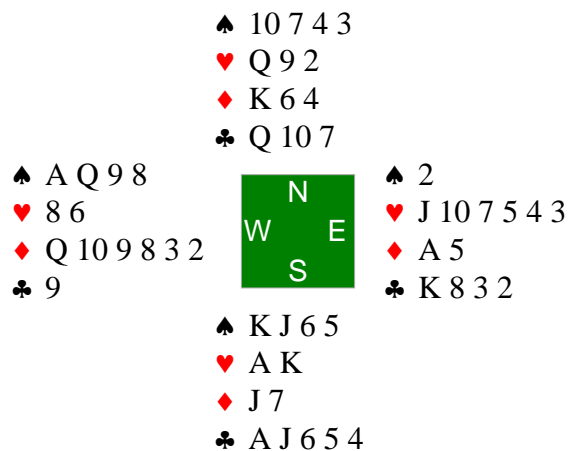 ♠ 10 7 4 3
♥ Q 9 2
♦ K 6 4
♣ Q 10 7
♠ A Q 9 8
♥ 8 6
♦ Q 10 9 8 3 2
♣ 9
N
W E
S
♠ 2
♥ J 10 7 5 4 3
♦ A 5
♣ K 8 3 2
♠ K J 6 5
♥ A K
♦ J 7
♣ A J 6 5 4